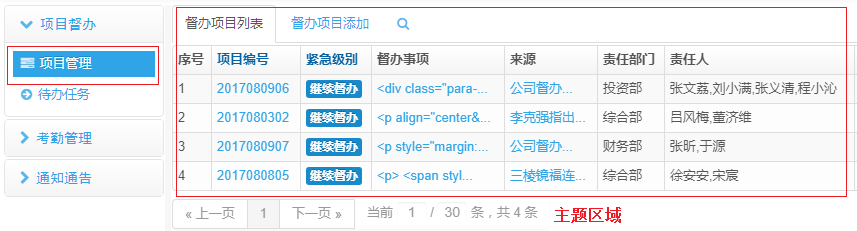 项目督办
项目管理
待办任务
考勤管理
通知通告
督办项目列表 督办项目添加
序号 项目编号 紧急级别 督办事项 来源 责任部门 责任人
1 2017080906 继续督办 <div class="para-... 公司督办... 投资部 张文荔,刘小满,张义清,程小沁
2 2017080302 继续督办 <p align="center&... 李克强指出... 综合部 吕风梅,董济维
3 2017080907 继续督办 <p style="margin:... 公司督办... 财务部 张昕,于源
4 2017080805 继续督办 <p> <span styl... 三棱镜福连... 综合部 徐安安,宋宸
« 上一页 1 下一页 » 当前 1 / 30 条，共 4 条 主题区域